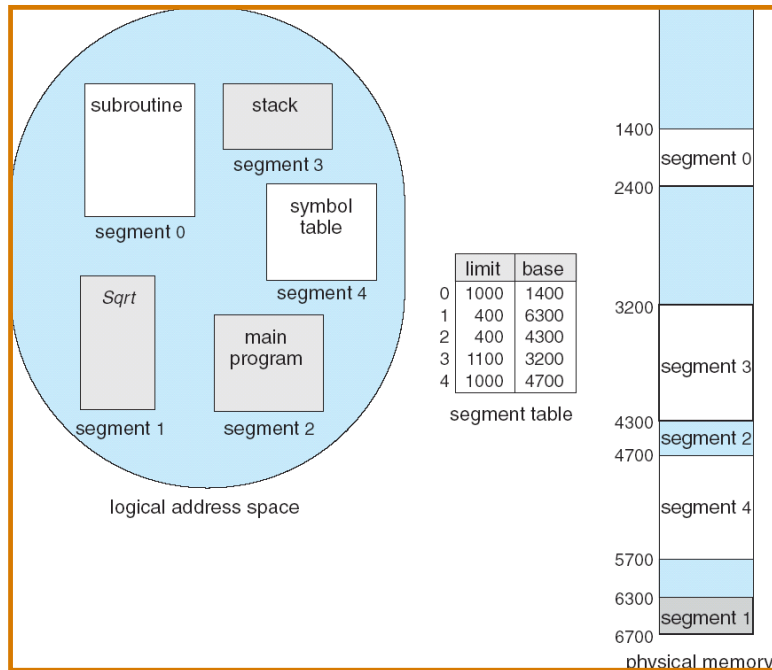 subroutine
segment 0
stack
segment 3
symbol
table
segment 4
Sqrt
segment 1
main
program
segment 2
logical address space
limit base
0 1000 1400
1 400 6300
2 400 4300
3 1100 3200
4 1000 4700
segment table
1400
segment 0
2400
3200
segment 3
4300
segment 2
4700
segment 4
5700
6300
segment 1
6700
physical memory